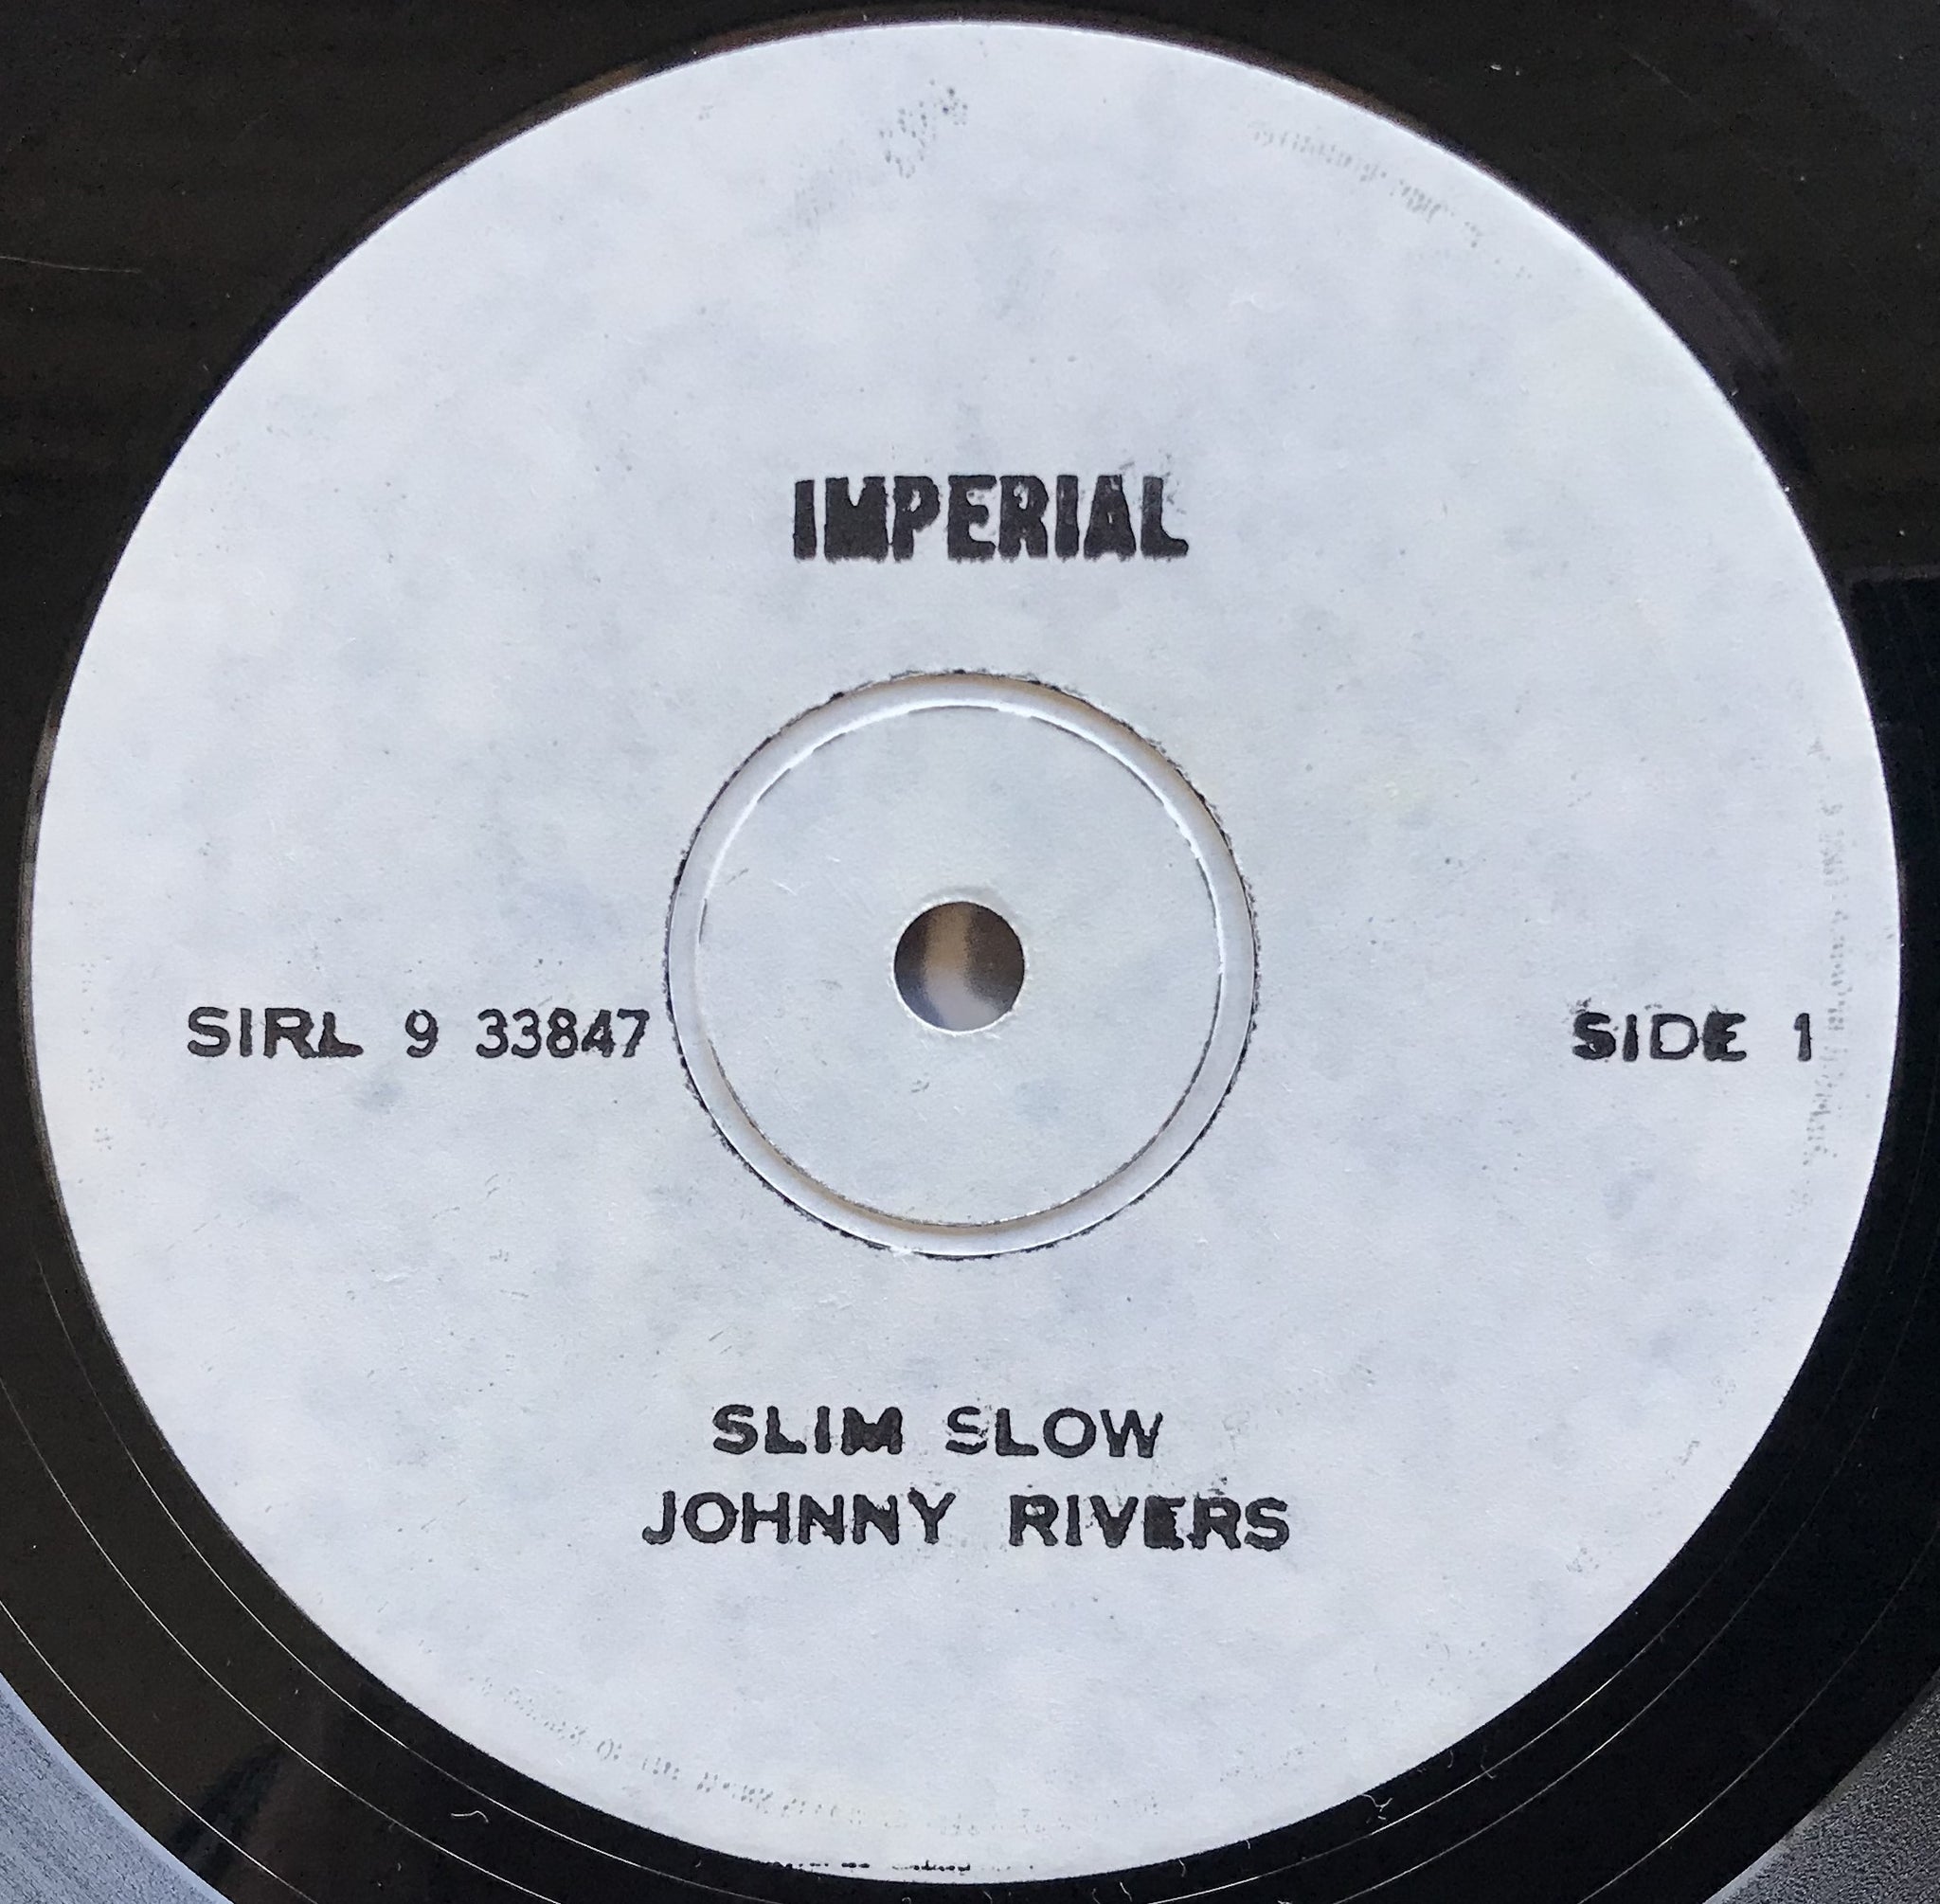 IMPERIAL
SIRL 9 33847
SIDE 1
SLIM SLOW
JOHNNY RIVERS